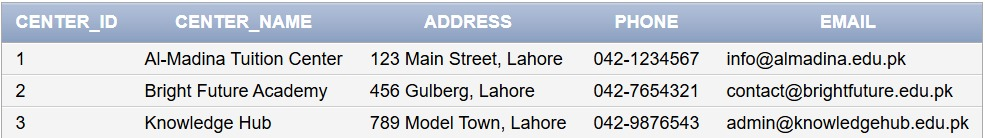 CENTER_ID CENTER_NAME ADDRESS PHONE EMAIL
1 Al-Madina Tuition Center 123 Main Street, Lahore 042-1234567 info@almadina.edu.pk
2 Bright Future Academy 456 Gulberg, Lahore 042-7654321 contact@brightfuture.edu.pk
3 Knowledge Hub 789 Model Town, Lahore 042-9876543 admin@knowledgehub.edu.pk